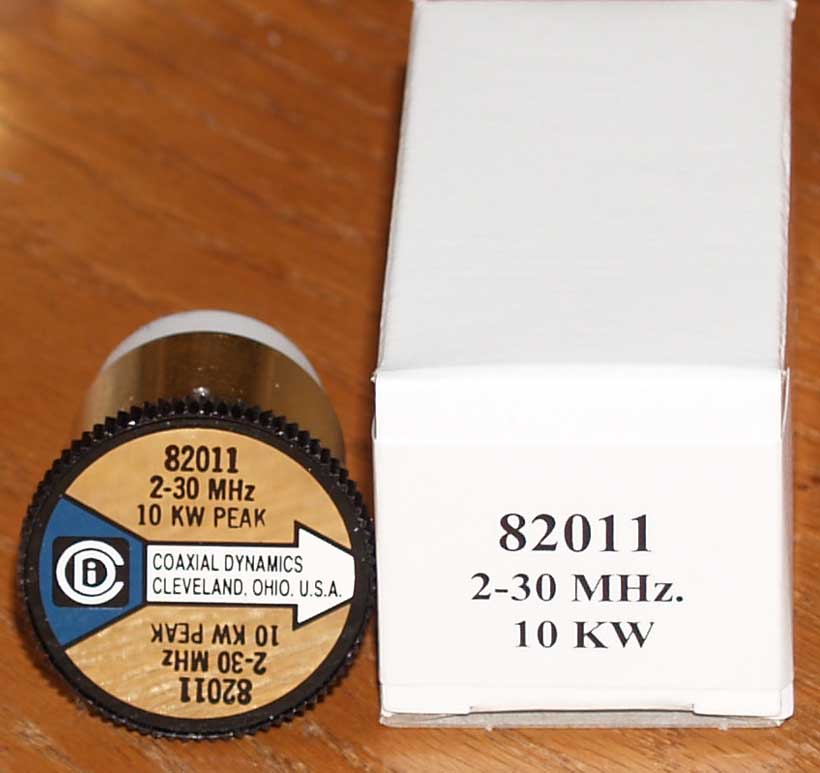 82011
2-30 MHz
10 KW PEAK
CDI
COAXIAL DYNAMICS
CLEVELAND, OHIO. U.S.A.
10 KW PEAK
2-30 MHz
82011
82011
2-30 MHz.
10 KW